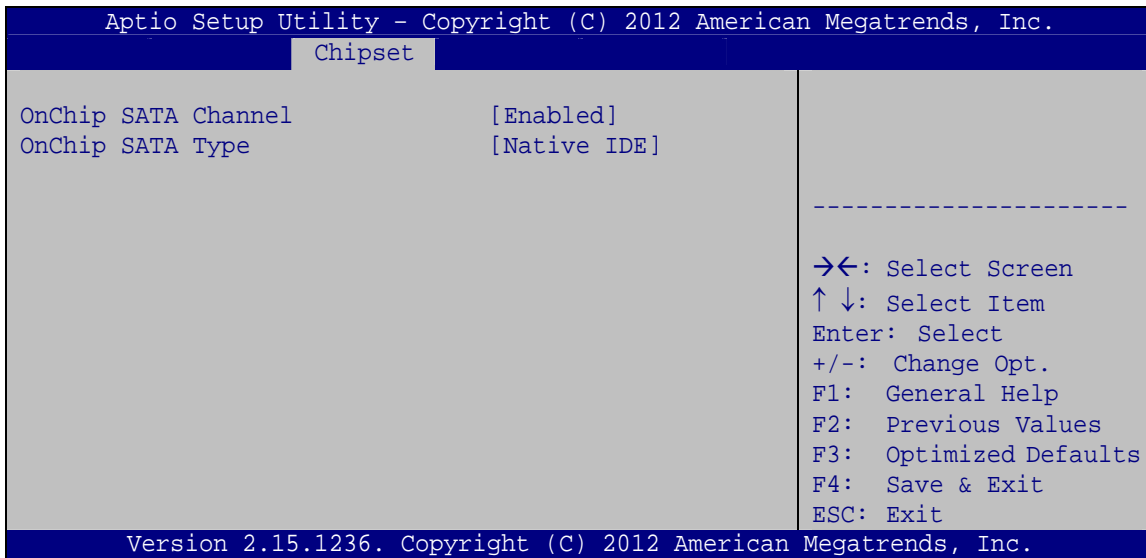 Aptio Setup Utility – Copyright (C) 2012 American Megatrends, Inc.
Chipset
OnChip SATA Channel [Enabled]
OnChip SATA Type [Native IDE]
----------------------
→←: Select Screen
↑ ↓: Select Item
Enter: Select
+/-: Change Opt.
F1: General Help
F2: Previous Values
F3: Optimized Defaults
F4: Save & Exit
ESC: Exit
Version 2.15.1236. Copyright (C) 2012 American Megatrends, Inc.